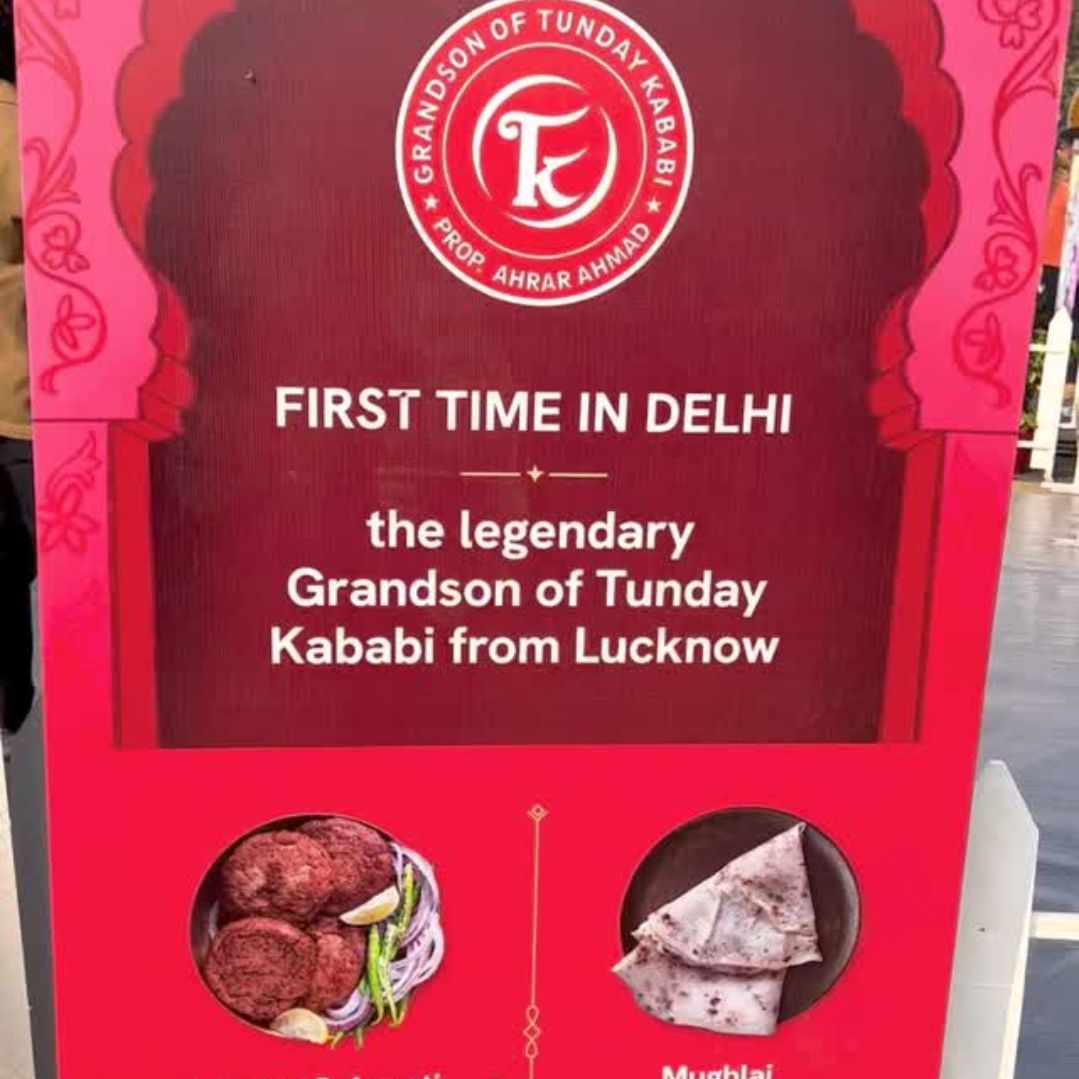 GRANDSON OF TUNDAY KABABI
★ PROP. AHRAR AHMAD ★
Tk
FIRST TIME IN DELHI
the legendary
Grandson of Tunday
Kababi from Lucknow
Mughlai